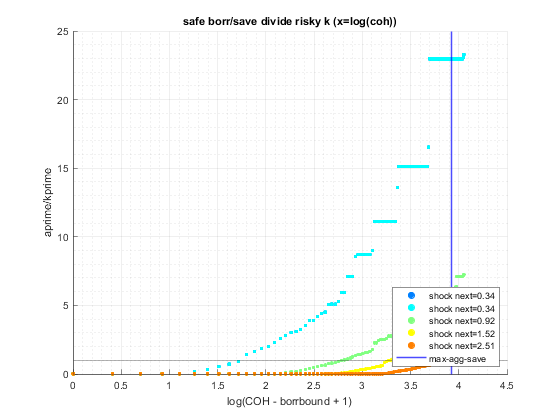 safe borr/save divide risky k (x=log(coh))
25
20
15
10
5
0
aprime/kprime
0 0.5 1 1.5 2 2.5 3 3.5 4 4.5
log(COH - borrbound + 1)
shock next=0.34
shock next=0.34
shock next=0.92
shock next=1.52
shock next=2.51
max-agg-save